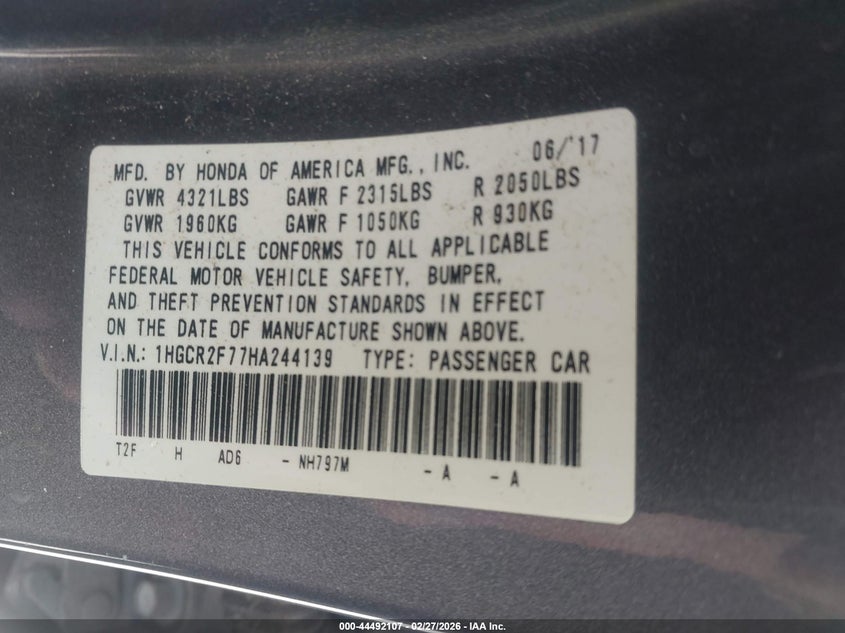 MFD. BY HONDA OF AMERICA MFG., INC. 06/'17
GVWR 4321LBS GAWR F 2315LBS R 2050LBS
GVWR 1960KG GAWR F 1050KG R 930KG
THIS VEHICLE CONFORMS TO ALL APPLICABLE
FEDERAL MOTOR VEHICLE SAFETY, BUMPER,
AND THEFT PREVENTION STANDARDS IN EFFECT
ON THE DATE OF MANUFACTURE SHOWN ABOVE.
V.I.N.: 1HGCR2F77HA244139 TYPE: PASSENGER CAR
T2F H AD6 - NH797M - A - A
000-44492107 - 02/27/2026 - IAA Inc.